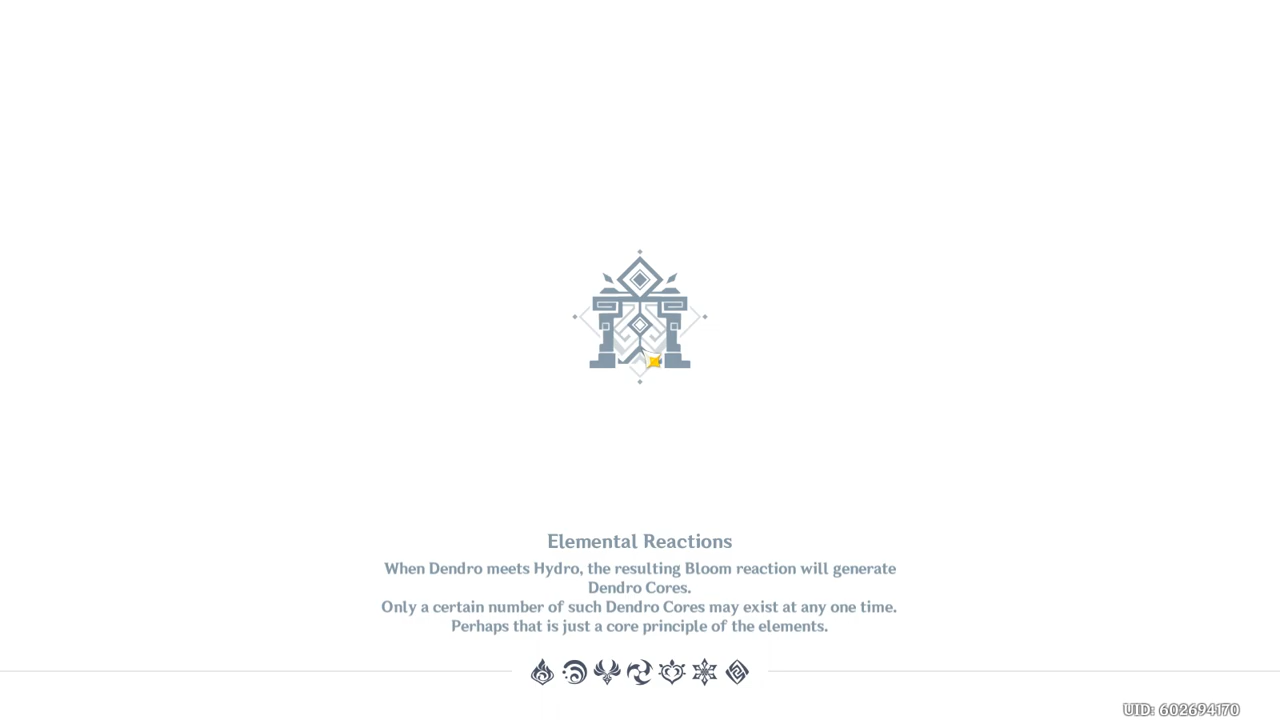 Elemental Reactions
When Dendro meets Hydro, the resulting Bloom reaction will generate
Dendro Cores.
Only a certain number of such Dendro Cores may exist at any one time.
Perhaps that is just a core principle of the elements.
UID: 602694170